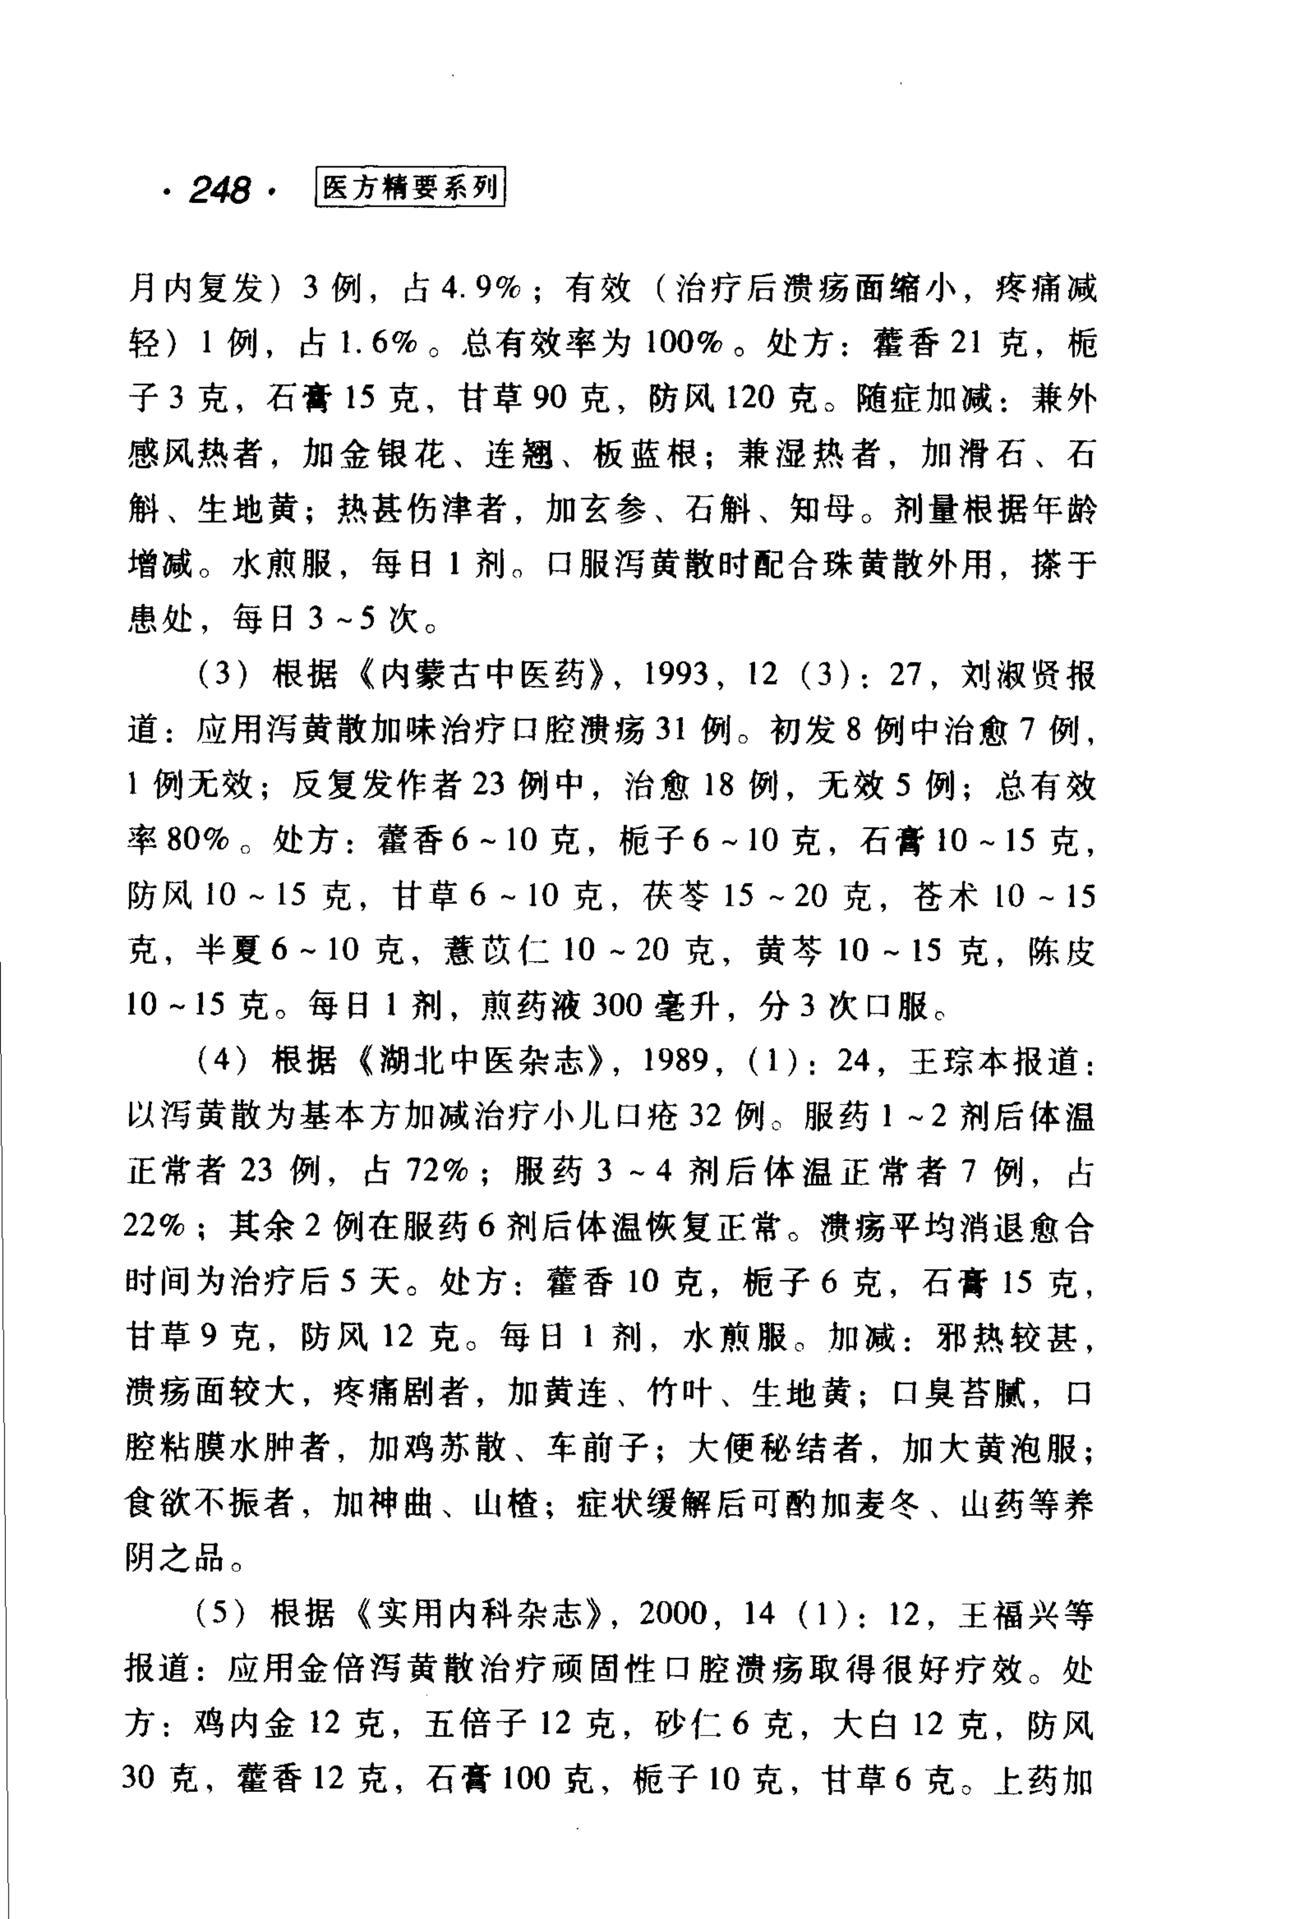 ·248· 医方精要系列
月内复发）3 例，占 4.9%；有效（治疗后溃疡面缩小，疼痛减
轻）1 例，占 1.6%。总有效率为 100%。处方：藿香 21 克，栀
子 3 克，石膏 15 克，甘草 90 克，防风 120 克。随症加减：兼外
感风热者，加金银花、连翘、板蓝根；兼湿热者，加滑石、石
斛、生地黄；热甚伤津者，加玄参、石斛、知母。剂量根据年龄
增减。水煎服，每日 1 剂。口服泻黄散时配合珠黄散外用，搽于
患处，每日 3～5 次。
（3）根据《内蒙古中医药》，1993，12（3）：27，刘淑贤报
道：应用泻黄散加味治疗口腔溃疡 31 例。初发 8 例中治愈 7 例，
1 例无效；反复发作者 23 例中，治愈 18 例，无效 5 例；总有效
率 80%。处方：藿香 6～10 克，栀子 6～10 克，石膏 10～15 克，
防风 10～15 克，甘草 6～10 克，茯苓 15～20 克，苍术 10～15
克，半夏 6～10 克，薏苡仁 10～20 克，黄芩 10～15 克，陈皮
10～15 克。每日 1 剂，煎药液 300 毫升，分 3 次口服。
（4）根据《湖北中医杂志》，1989，（1）：24，王琮本报道：
以泻黄散为基本方加减治疗小儿口疮 32 例。服药 1～2 剂后体温
正常者 23 例，占 72%；服药 3～4 剂后体温正常者 7 例，占
22%；其余 2 例在服药 6 剂后体温恢复正常。溃疡平均消退愈合
时间为治疗后 5 天。处方：藿香 10 克，栀子 6 克，石膏 15 克，
甘草 9 克，防风 12 克。每日 1 剂，水煎服。加减：邪热较甚，
溃疡面较大，疼痛剧者，加黄连、竹叶、生地黄；口臭苔腻，口
腔粘膜水肿者，加鸡苏散、车前子；大便秘结者，加大黄泡服；
食欲不振者，加神曲、山楂；症状缓解后可酌加麦冬、山药等养
阴之品。
（5）根据《实用内科杂志》，2000，14（1）：12，王福兴等
报道：应用金倍泻黄散治疗顽固性口腔溃疡取得很好疗效。处
方：鸡内金 12 克，五倍子 12 克，砂仁 6 克，大白 12 克，防风
30 克，藿香 12 克，石膏 100 克，栀子 10 克，甘草 6 克。上药加